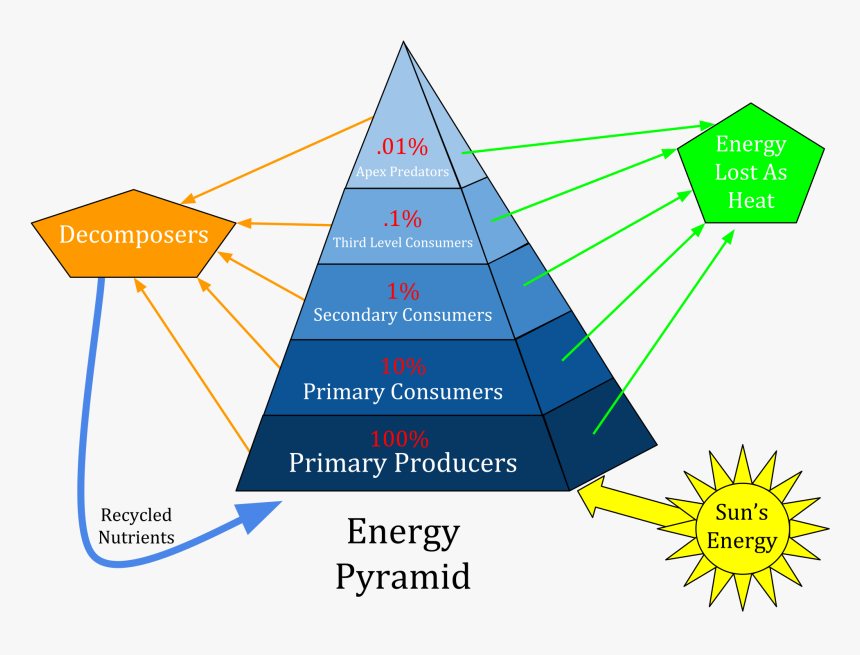 .01%
Apex Predators
.1%
Third Level Consumers
1%
Secondary Consumers
10%
Primary Consumers
100%
Primary Producers
Decomposers
Energy
Lost As
Heat
Recycled
Nutrients
Sun's
Energy
Energy
Pyramid